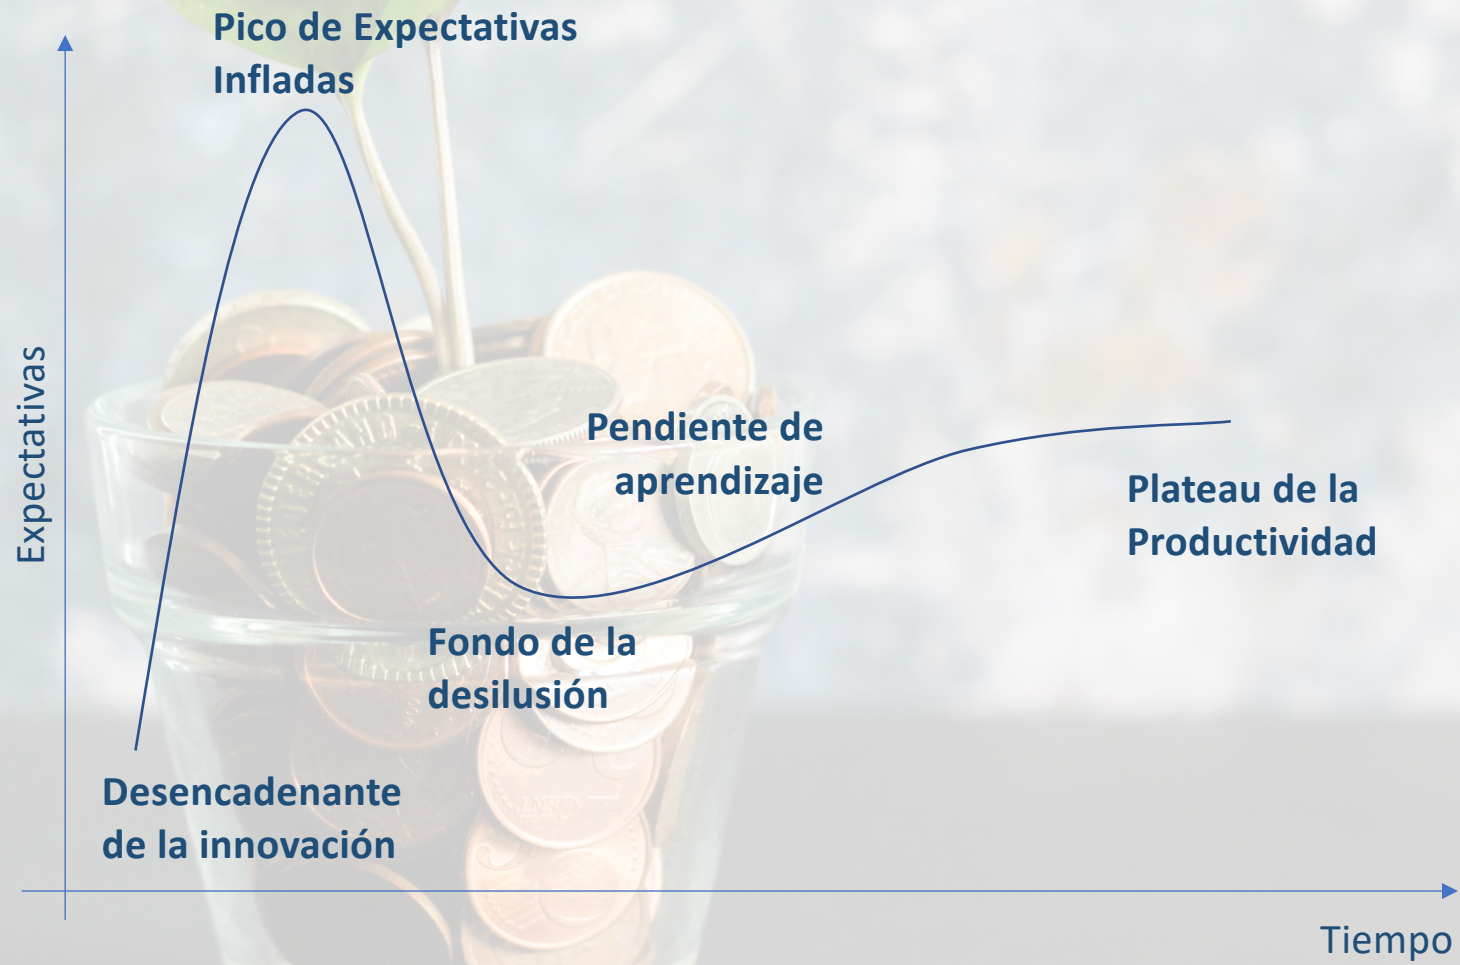 Pico de Expectativas
Infladas
Expectativas
Pendiente de
aprendizaje
Plateau de la
Productividad
Fondo de la
desilusión
Desencadenante
de la innovación
Tiempo